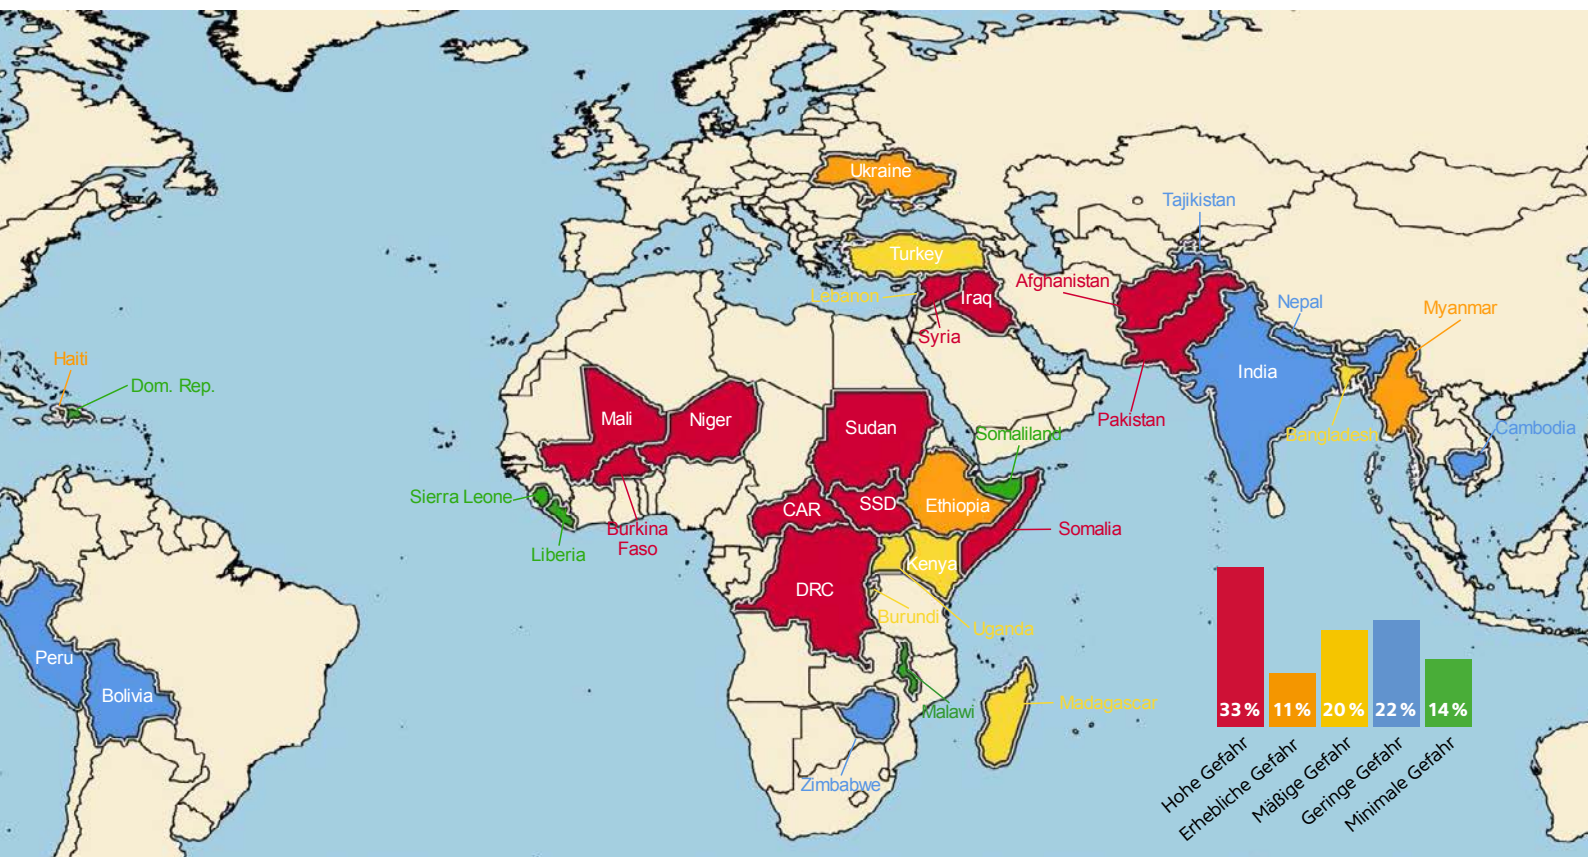 Ukraine
Tajikistan
Turkey
Afghanistan
Lebanon
Iraq
Nepal
Myanmar
Syria
Haiti
Dom. Rep.
India
Mali
Niger
Sudan
Pakistan
Somaliland
Bangladesh
Cambodia
Sierra Leone
CAR
SSD
Ethiopia
Burkina
Faso
Somalia
Liberia
Kenya
DRC
Burundi
Uganda
Peru
Bolivia
Malawi
Madagascar
Zimbabwe
33 %
11 %
20 %
22 %
14 %
Hohe Gefahr
Erhebliche Gefahr
Mäßige Gefahr
Geringe Gefahr
Minimale Gefahr